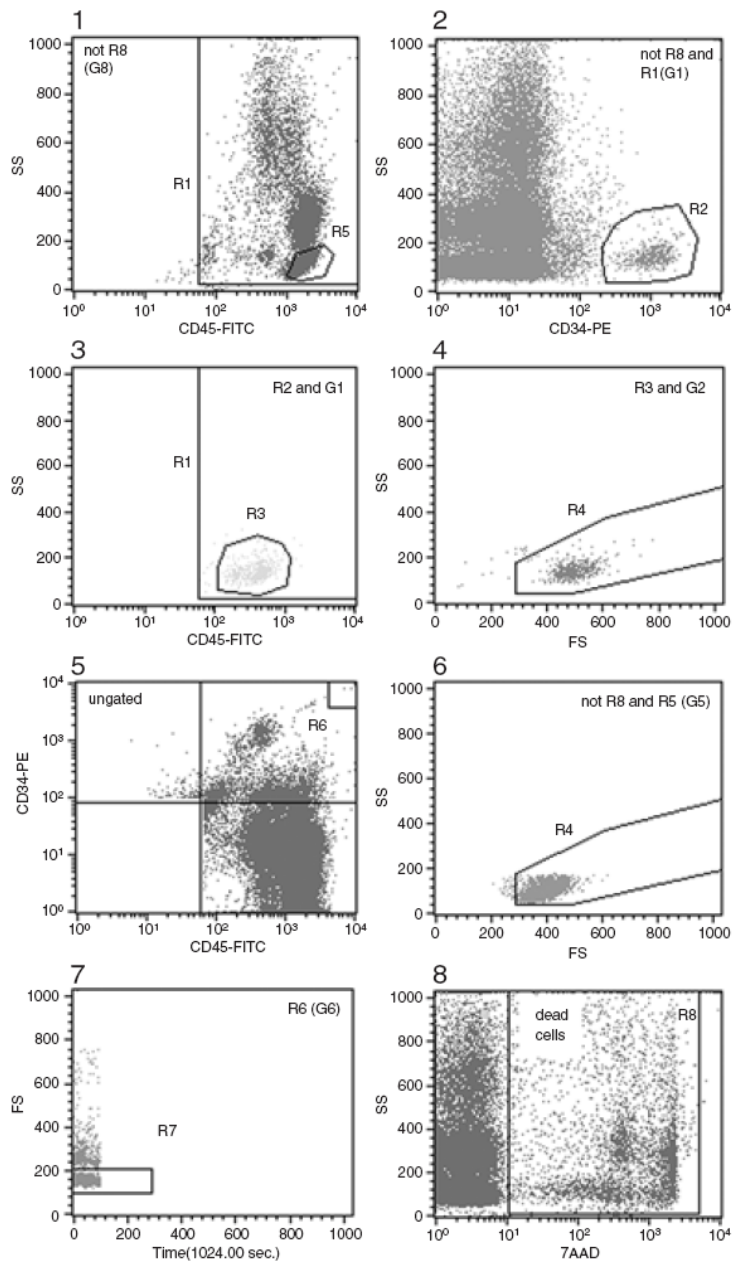 1
not R8
(G8)
R1
R5
SS
1000
800
600
400
200
0
10⁰ 10¹ 10² 10³ 10⁴
CD45-FITC
2
not R8 and
R1(G1)
R2
SS
1000
800
600
400
200
0
10⁰ 10¹ 10² 10³ 10⁴
CD34-PE
3
R2 and G1
R1
R3
SS
1000
800
600
400
200
0
10⁰ 10¹ 10² 10³ 10⁴
CD45-FITC
4
R3 and G2
R4
SS
1000
800
600
400
200
0
0 200 400 600 800 1000
FS
5
ungated
R6
CD34-PE
10⁴
10³
10²
10¹
10⁰
10⁰ 10¹ 10² 10³ 10⁴
CD45-FITC
6
not R8 and R5 (G5)
R4
SS
1000
800
600
400
200
0
0 200 400 600 800 1000
FS
7
R6 (G6)
R7
FS
1000
800
600
400
200
0
0 200 400 600 800 1000
Time(1024.00 sec.)
8
dead
cells
R8
SS
1000
800
600
400
200
0
10⁰ 10¹ 10² 10³ 10⁴
7AAD